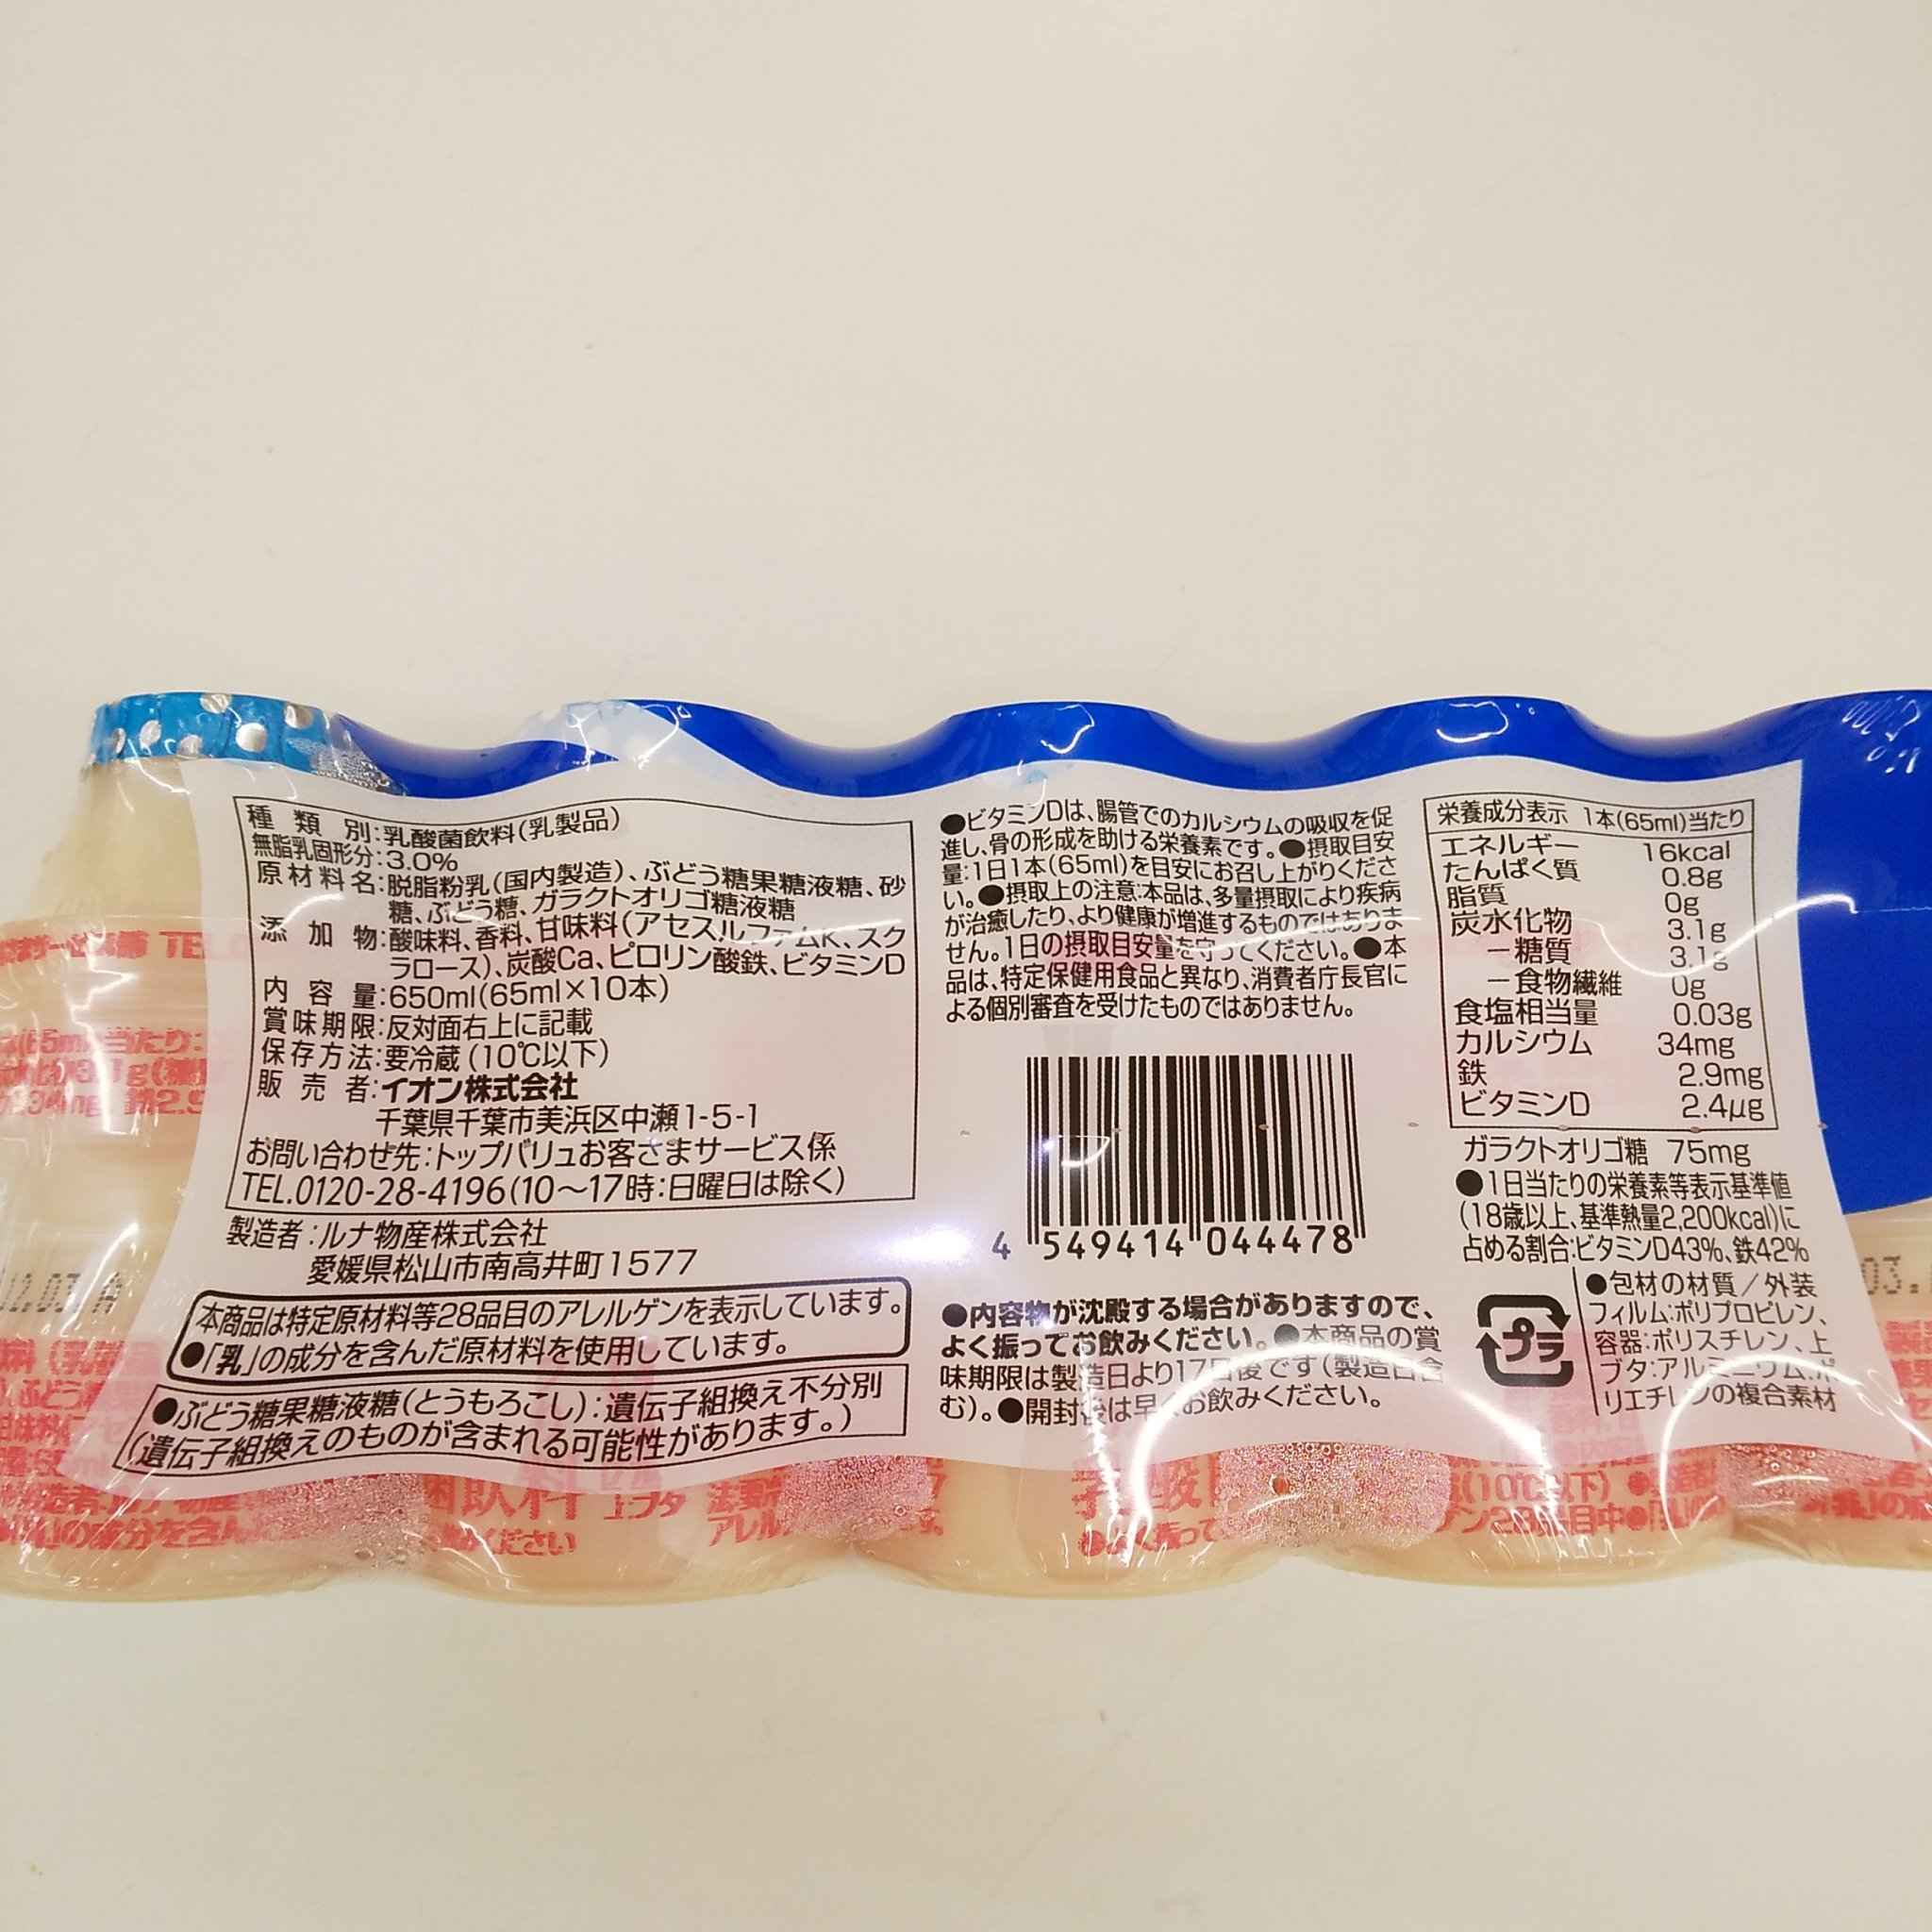 種類別:乳酸菌飲料(乳製品)
無脂乳固形分:3.0%
原材料名:脱脂粉乳(国内製造)、ぶどう糖果糖液糖、砂
糖、ぶどう糖、ガラクトオリゴ糖液糖
添加物:酸味料、香料、甘味料(アセスルファムK、スク
ラロース)、炭酸Ca、ピロリン酸鉄、ビタミンD
内容量:650ml(65ml×10本)
賞味期限:反対面右上に記載
保存方法:要冷蔵(10℃以下)
販売者:イオン株式会社
千葉県千葉市美浜区中瀬1-5-1
お問い合わせ先:トップバリュお客さまサービス係
TEL.0120-28-4196(10～17時:日曜日は除く)
製造者:ルナ物産株式会社
愛媛県松山市南高井町1577
本商品は特定原材料等28品目のアレルゲンを表示しています。
●「乳」の成分を含んだ原材料を使用しています。
●ぶどう糖果糖液糖(とうもろこし):遺伝子組換え不分別
(遺伝子組換えのものが含まれる可能性があります。)
●ビタミンDは、腸管でのカルシウムの吸収を促
進し、骨の形成を助ける栄養素です。●摂取目安
量:1日1本(65ml)を目安にお召し上がりくださ
い。●摂取上の注意:本品は、多量摂取により疾病
が治癒したり、より健康が増進するものではありま
せん。1日の摂取目安量を守ってください。●本
品は、特定保健用食品と異なり、消費者庁長官に
よる個別審査を受けたものではありません。
4 549414 044478
●内容物が沈殿する場合がありますので、
よく振ってお飲みください。●本商品の賞
味期限は製造日より17日後です(製造日含
む)。●開封後は早くお飲みください。
栄養成分表示 1本(65ml)当たり
エネルギー 16kcal
たんぱく質 0.8g
脂質 0g
炭水化物 3.1g
－糖質 3.1g
－食物繊維 0g
食塩相当量 0.03g
カルシウム 34mg
鉄 2.9mg
ビタミンD 2.4μg
ガラクトオリゴ糖 75mg
●1日当たりの栄養素等表示基準値
(18歳以上、基準熱量2,200kcal)に
占める割合:ビタミンD43%、鉄42%
プラ
●包材の材質／外装
フィルム:ポリプロピレン、
容器:ポリスチレン、上
ブタ:アルミニウム、ポ
リエチレンの複合素材